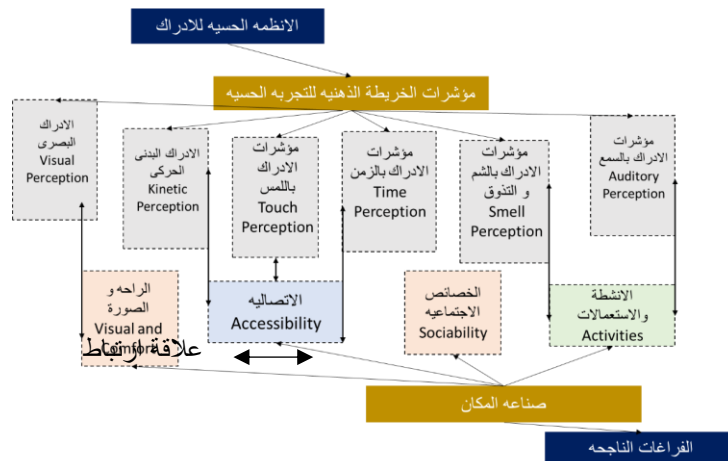 الانظمه الحسيه للادراك
مؤشرات الخريطة الذهنيه للتجربه الحسيه
الادراك
البصرى
Visual
Perception
الادراك البدنى
الحركى
Kinetic
Perception
مؤشرات
الادراك
باللمس
Touch
Perception
مؤشرات
الادراك بالزمن
Time
Perception
مؤشرات
الادراك بالشم
و التذوق
Smell
Perception
مؤشرات
الادراك بالسمع
Auditory
Perception
الراحه و
الصورة
Visual and
علاقة ارتباط
الاتصاليه
Accessibility
الخصائص
الاجتماعيه
Sociability
الانشطة
والاستعمالات
Activities
صناعه المكان
الفراغات الناجحه